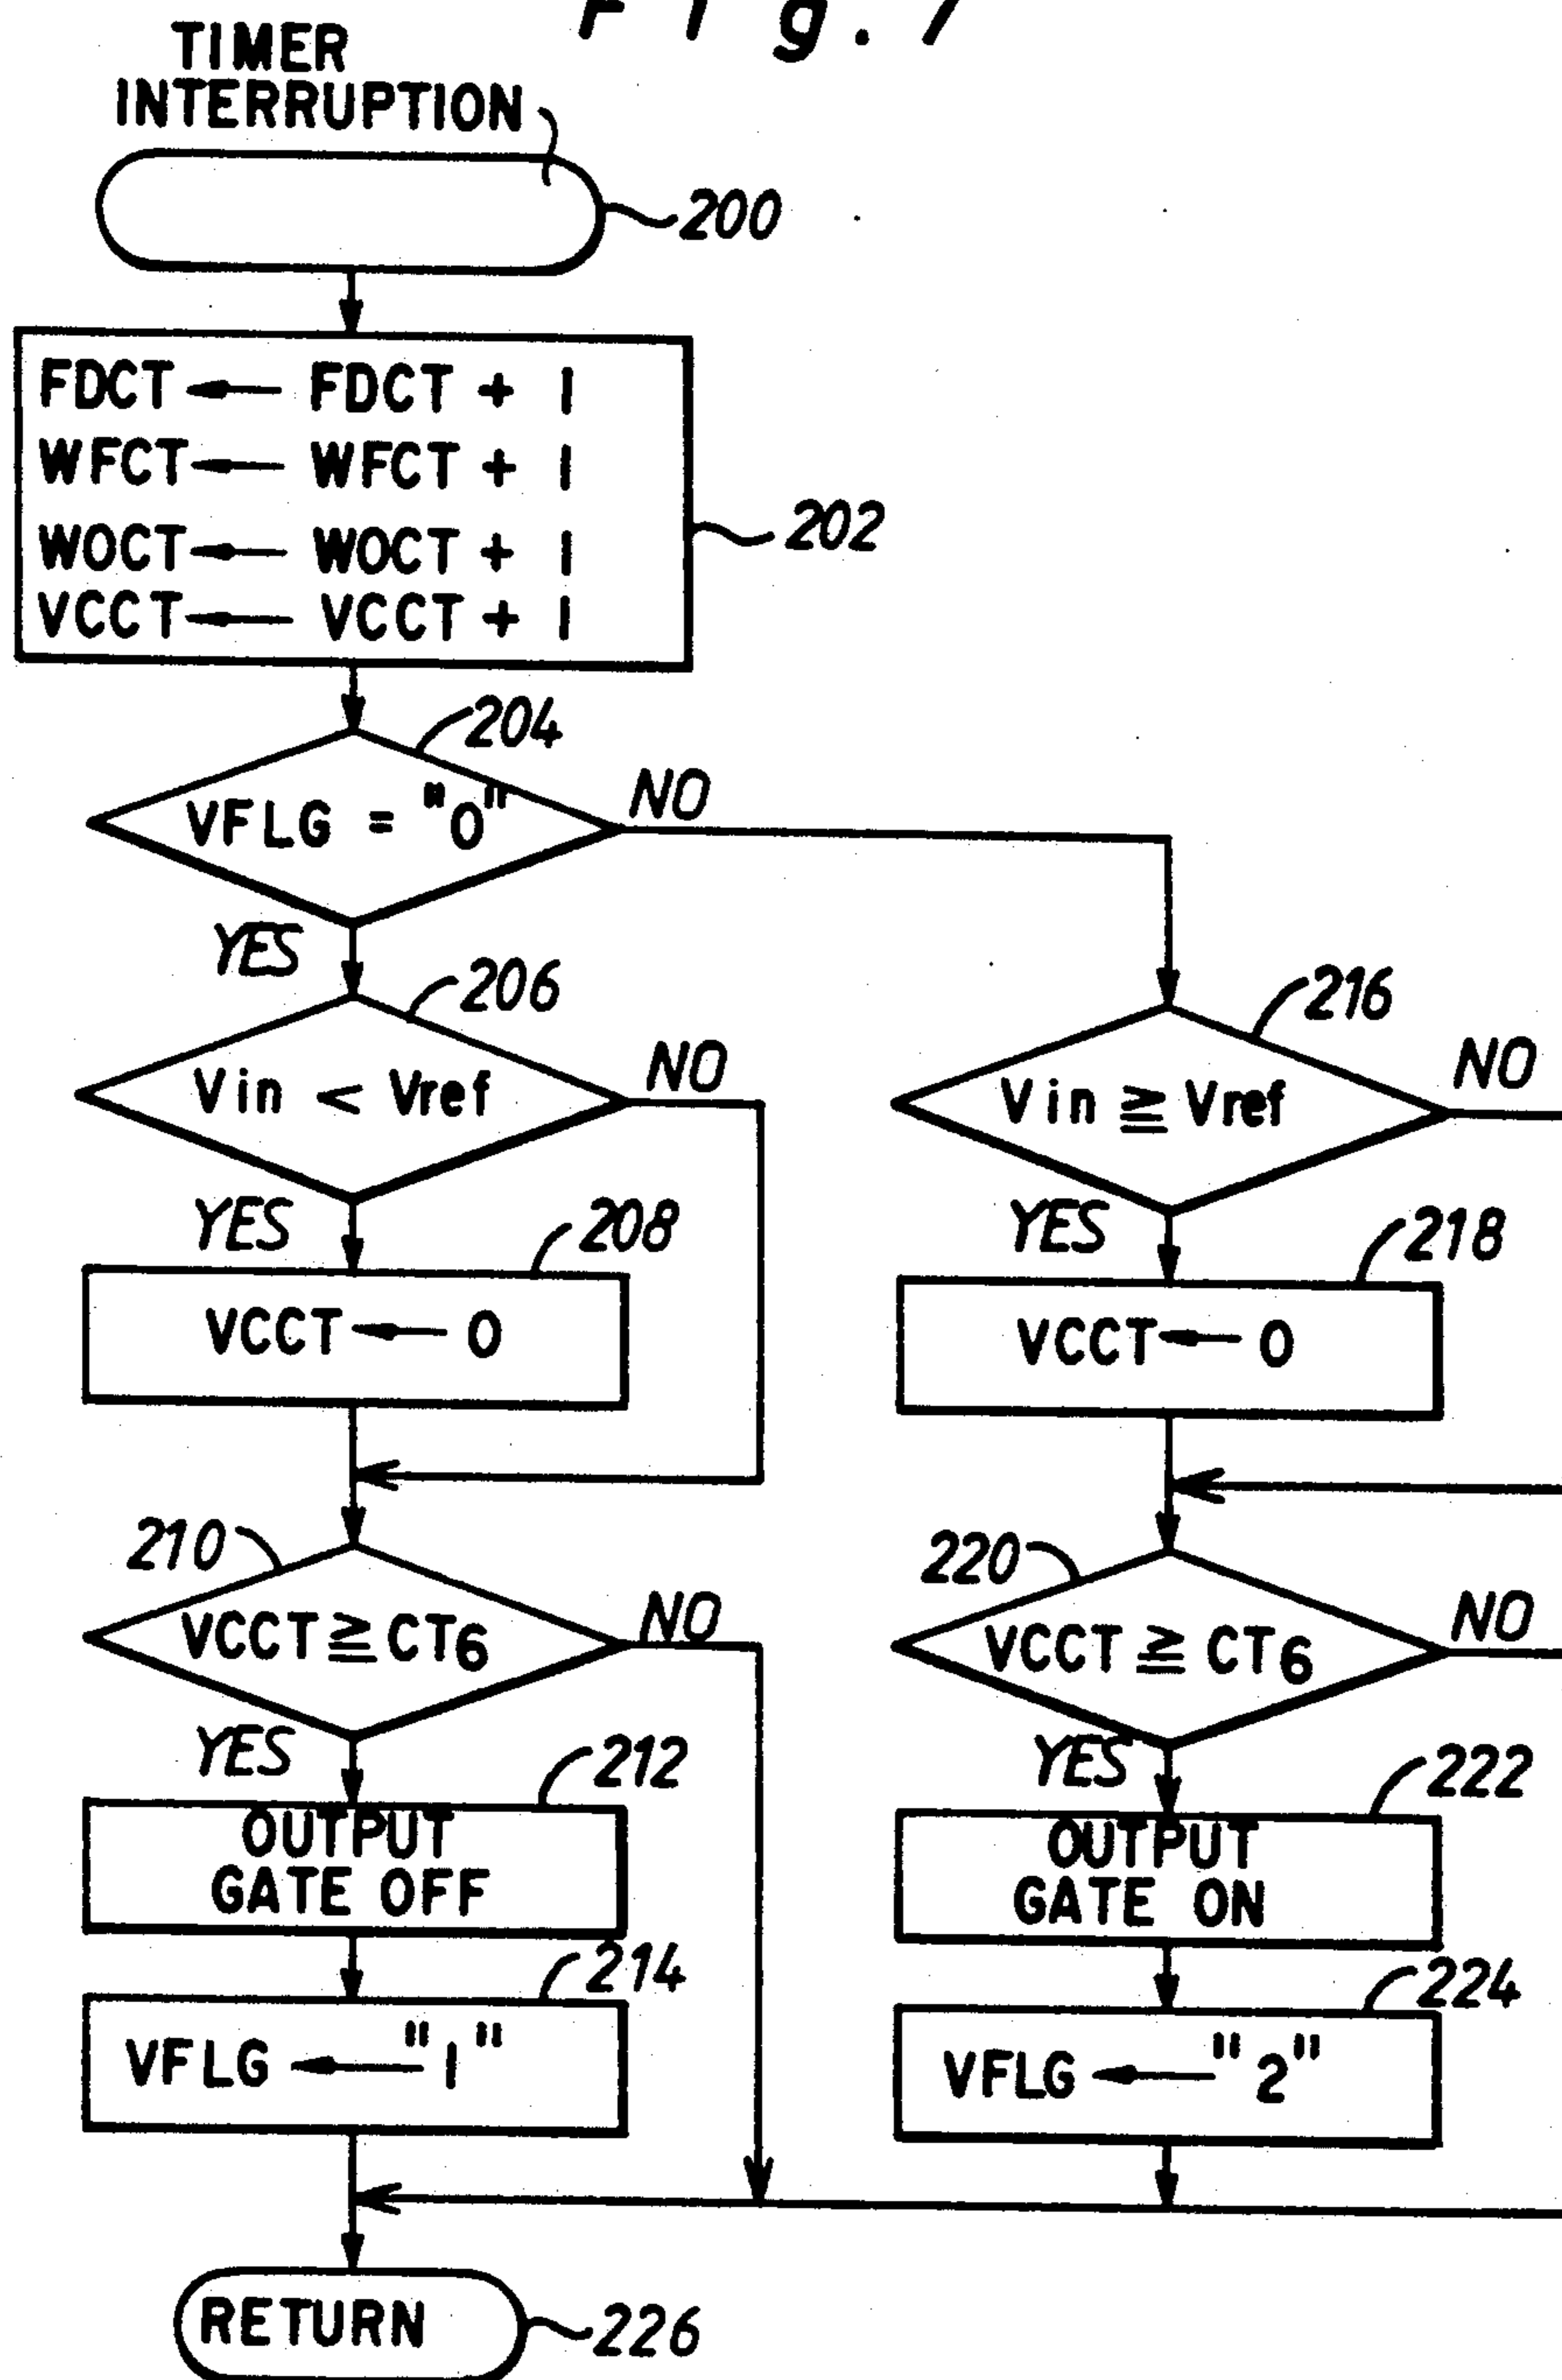 Fig. 7
TIMER
INTERRUPTION
200
FDCT ← FDCT + 1
WFCT ← WFCT + 1
WOCT ← WOCT + 1
VCCT ← VCCT + 1
202
204
VFLG = "0"
NO
YES
206
Vin < Vref
NO
YES
208
VCCT ← 0
210
VCCT ≧ CT6
NO
YES
212
OUTPUT
GATE OFF
214
VFLG ← "1"
216
Vin ≧ Vref
NO
YES
218
VCCT ← 0
220
VCCT ≧ CT6
NO
YES
222
OUTPUT
GATE ON
224
VFLG ← "2"
RETURN
226